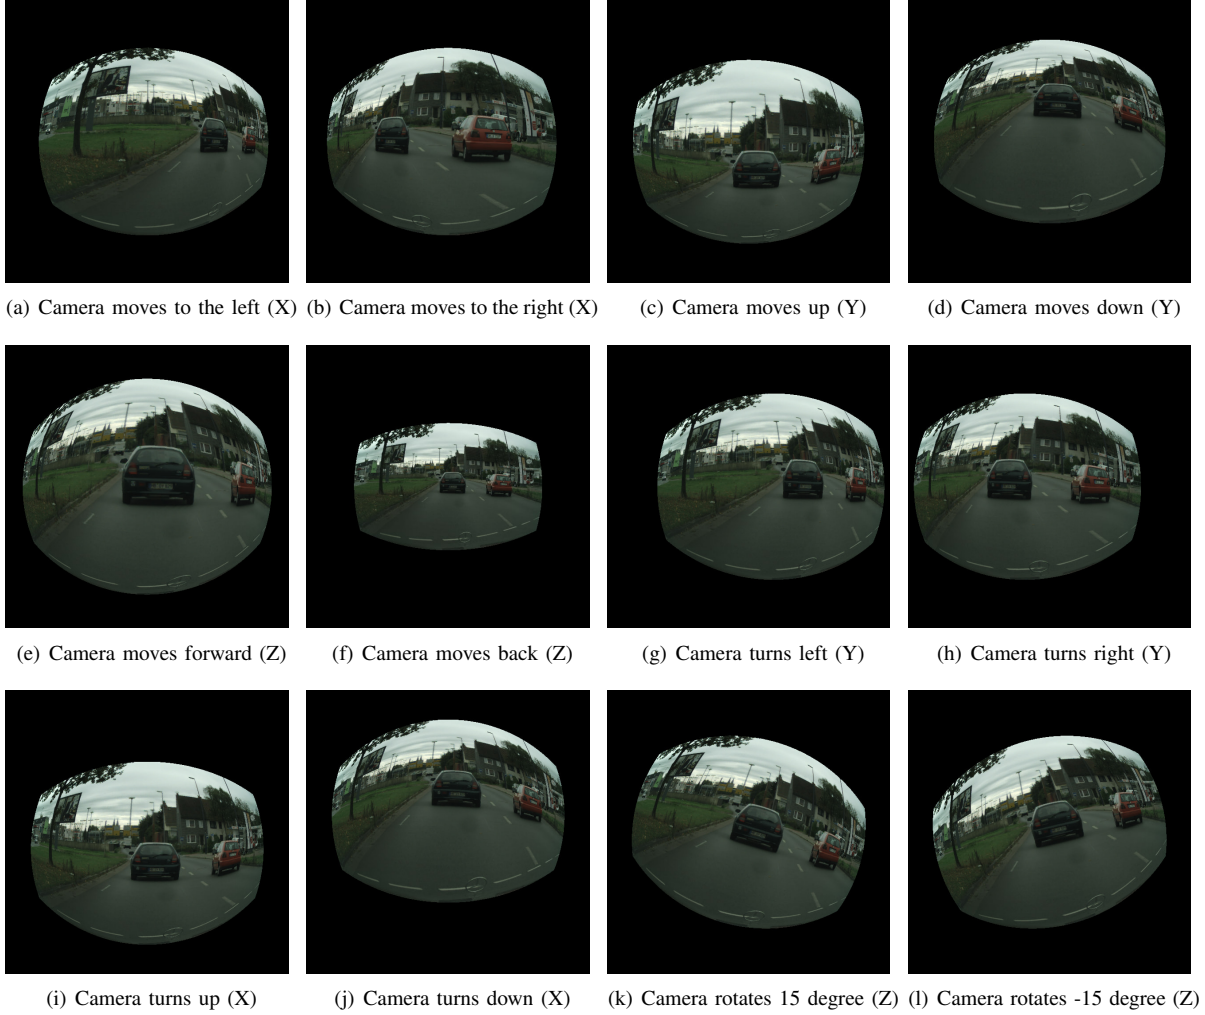 (a) Camera moves to the left (X) (b) Camera moves to the right (X) (c) Camera moves up (Y) (d) Camera moves down (Y)
(e) Camera moves forward (Z) (f) Camera moves back (Z) (g) Camera turns left (Y) (h) Camera turns right (Y)
(i) Camera turns up (X) (j) Camera turns down (X) (k) Camera rotates 15 degree (Z) (l) Camera rotates -15 degree (Z)